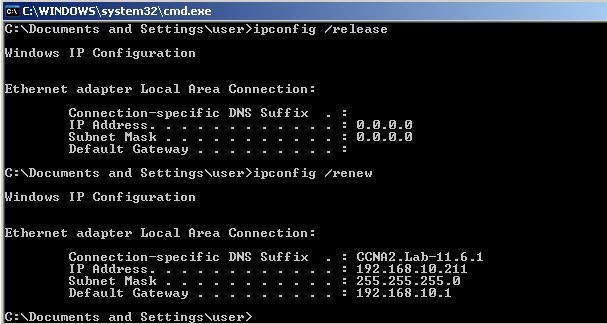 C:\WINDOWS\system32\cmd.exe
C:\Documents and Settings\user>ipconfig /release
Windows IP Configuration
Ethernet adapter Local Area Connection:
Connection-specific DNS Suffix . :
IP Address. . . . . . . . . . . . : 0.0.0.0
Subnet Mask . . . . . . . . . . . : 0.0.0.0
Default Gateway . . . . . . . . . :
C:\Documents and Settings\user>ipconfig /renew
Windows IP Configuration
Ethernet adapter Local Area Connection:
Connection-specific DNS Suffix . : CCNA2.Lab-11.6.1
IP Address. . . . . . . . . . . . : 192.168.10.211
Subnet Mask . . . . . . . . . . . : 255.255.255.0
Default Gateway . . . . . . . . . : 192.168.10.1
C:\Documents and Settings\user>